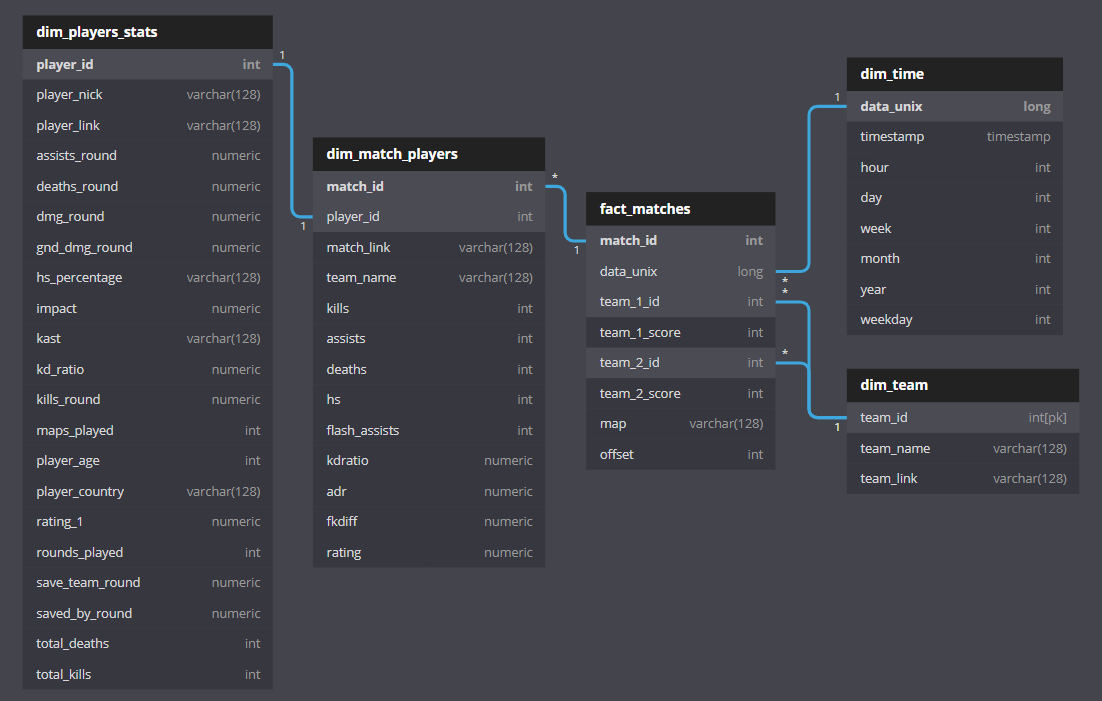 dim_players_stats
player_id int
player_nick varchar(128)
player_link varchar(128)
assists_round numeric
deaths_round numeric
dmg_round numeric
gnd_dmg_round numeric
hs_percentage varchar(128)
impact numeric
kast varchar(128)
kd_ratio numeric
kills_round numeric
maps_played int
player_age int
player_country varchar(128)
rating_1 numeric
rounds_played int
save_team_round numeric
saved_by_round numeric
total_deaths int
total_kills int
1
1
dim_match_players
match_id int
player_id int
match_link varchar(128)
team_name varchar(128)
kills int
assists int
deaths int
hs int
flash_assists int
kdratio numeric
adr numeric
fkdiff numeric
rating numeric
*
1
fact_matches
match_id int
data_unix long
team_1_id int
team_1_score int
team_2_id int
team_2_score int
map varchar(128)
offset int
*
*
*
1
1
dim_time
data_unix long
timestamp timestamp
hour int
day int
week int
month int
year int
weekday int
dim_team
team_id int[pk]
team_name varchar(128)
team_link varchar(128)